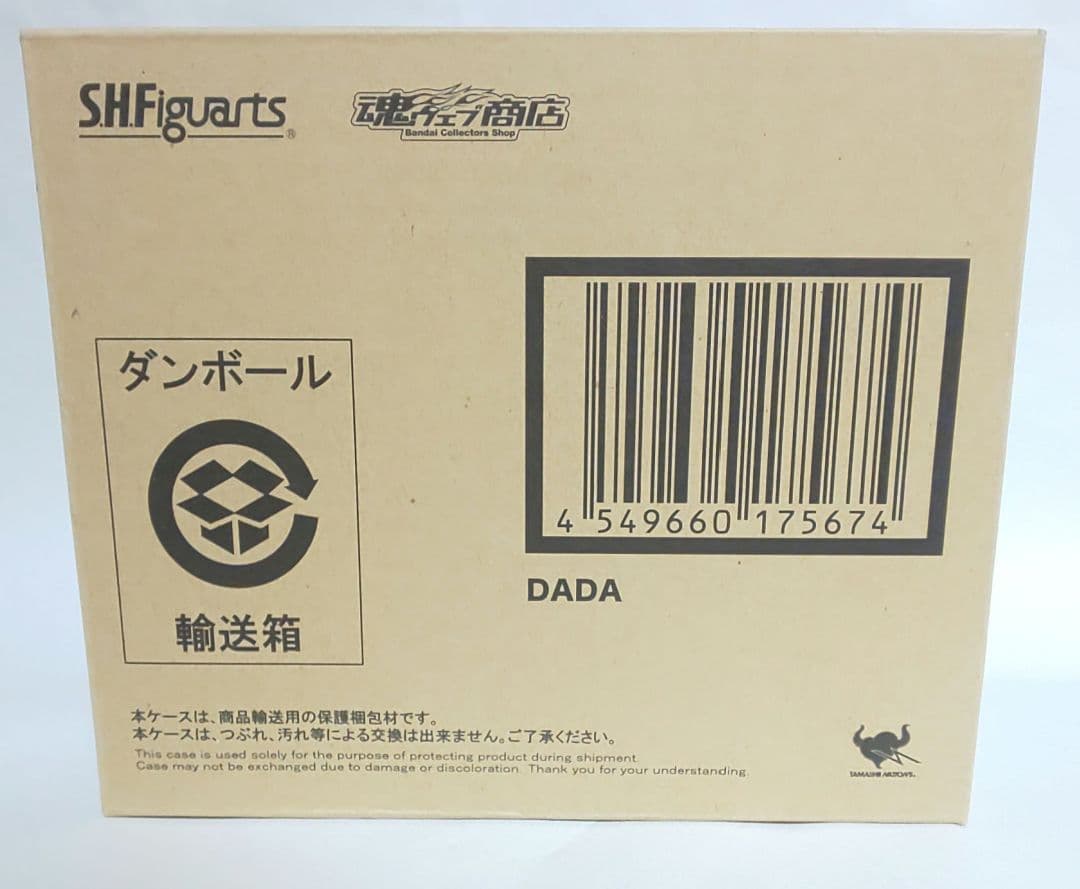 S.H.Figuarts®
魂ウェブ商店
Bandai Collectors Shop
ダンボール
輸送箱
4 549660 175674
DADA
本ケースは、商品輸送用の保護梱包材です。
本ケースは、つぶれ、汚れ等による交換は出来ません。ご了承ください。
This case is used solely for the purpose of protecting product during shipment.
Case may not be exchanged due to damage or discoloration. Thank you for your understanding.
TAMASHII NATIONS.